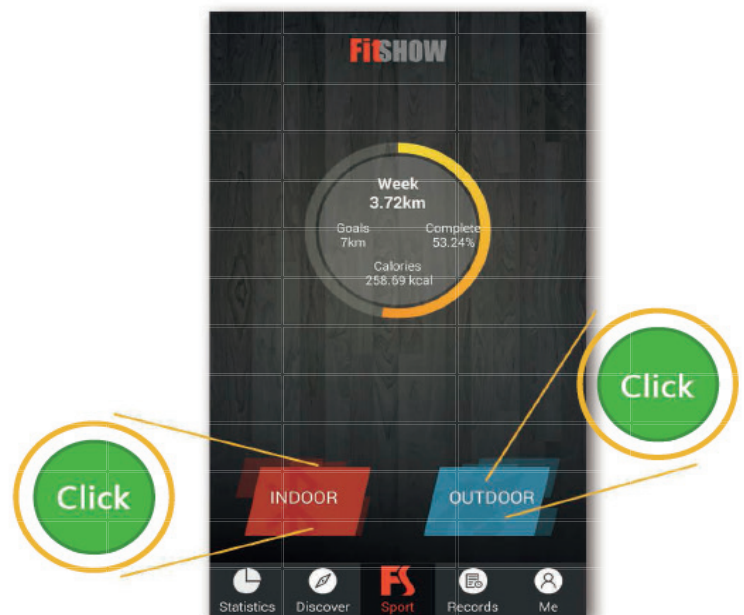 FitSHOW
Week
3.72km
Goals
7km
Complete
53.24%
Calories
258.69 kcal
Click
Click
INDOOR
OUTDOOR
FS
Statistics
Discover
Sport
Records
Me